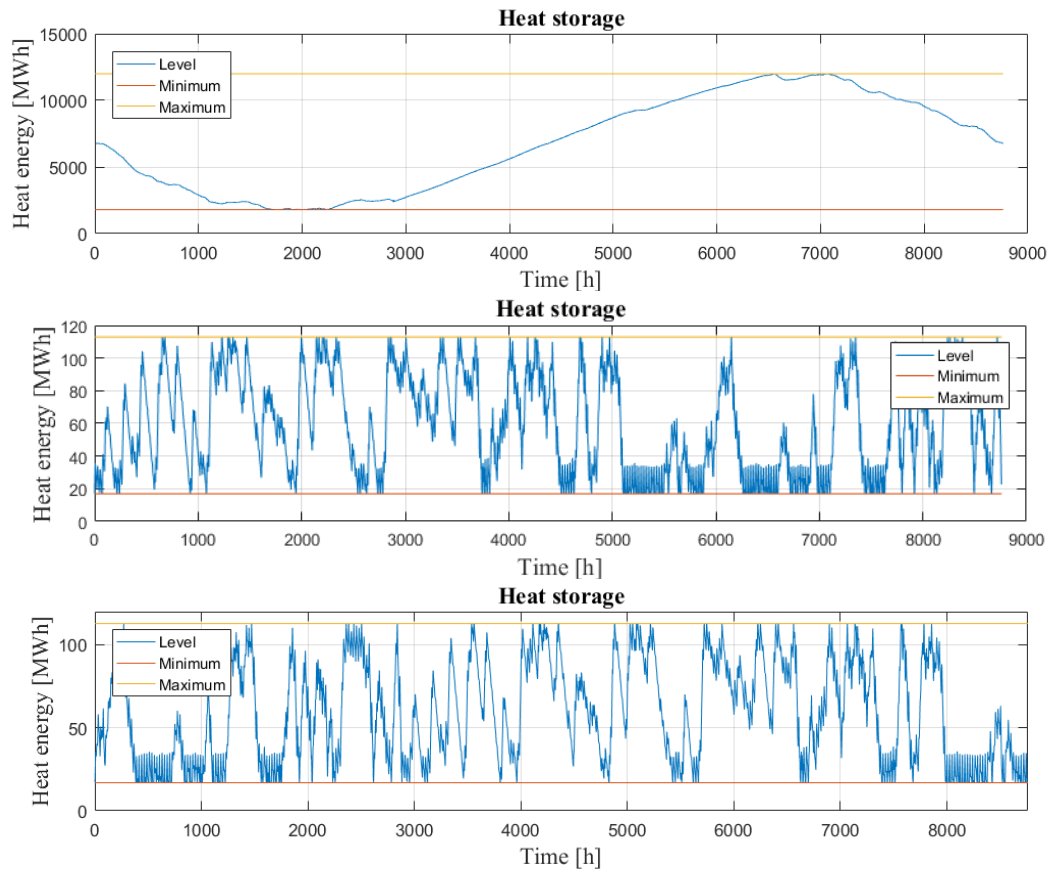 Heat storage
Heat energy [MWh]
15000
10000
5000
0
Level
Minimum
Maximum
0 1000 2000 3000 4000 5000 6000 7000 8000 9000
Time [h]
Heat storage
Heat energy [MWh]
120
100
80
60
40
20
0
Level
Minimum
Maximum
0 1000 2000 3000 4000 5000 6000 7000 8000 9000
Time [h]
Heat storage
Heat energy [MWh]
100
50
0
Level
Minimum
Maximum
0 1000 2000 3000 4000 5000 6000 7000 8000
Time [h]